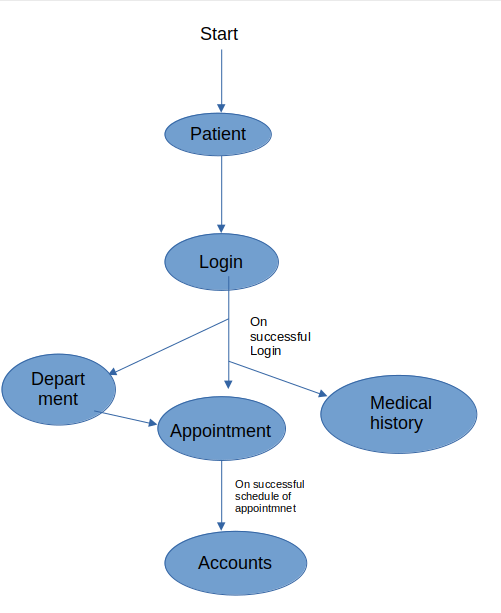 Start
Patient
Login
On
successful
Login
Depart
ment
Medical
history
Appointment
On successful
schedule of
appointmnet
Accounts